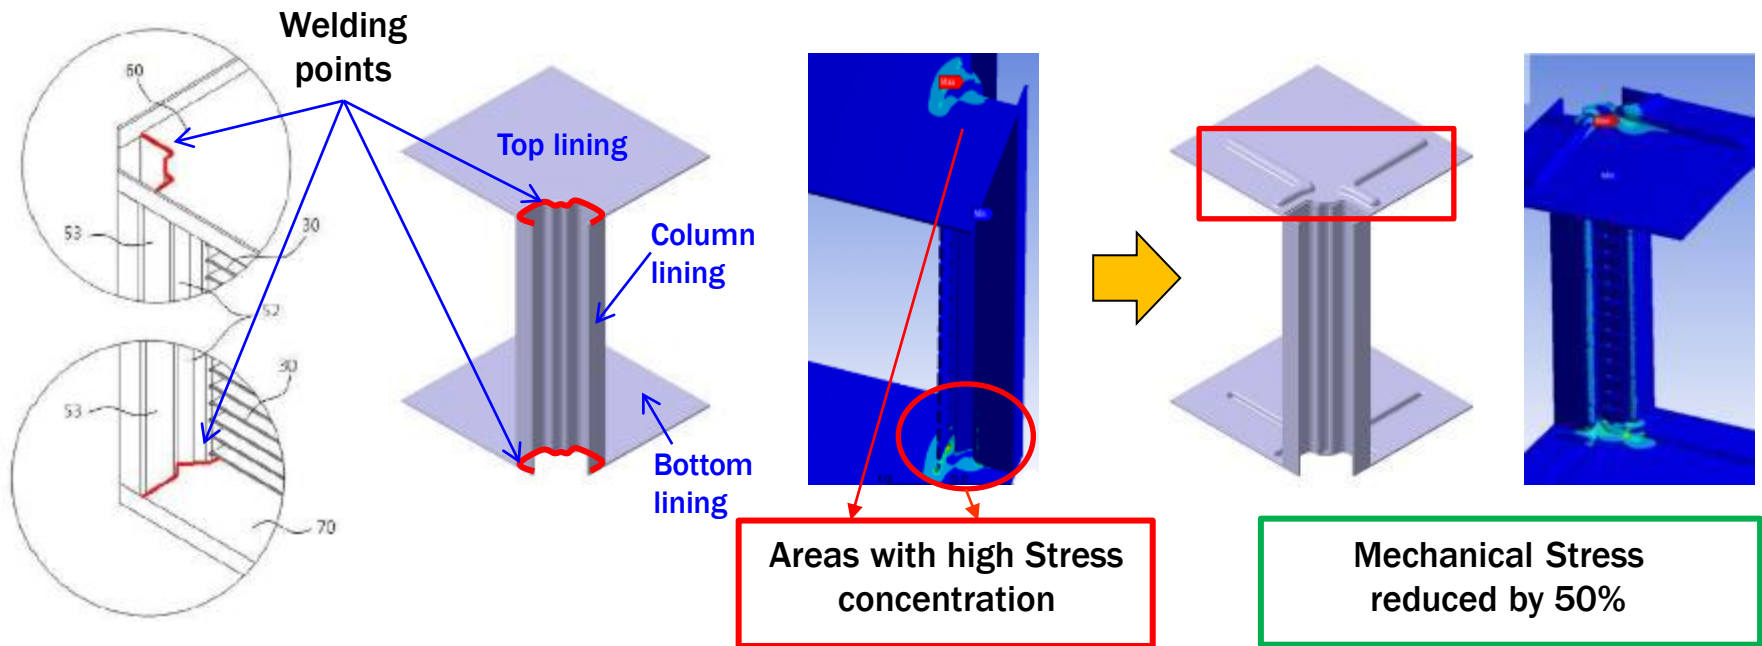 Welding
points
60
53
30
52
30
53
70
Top lining
Column
lining
Bottom
lining
Max
Areas with high Stress
concentration
Mechanical Stress
reduced by 50%